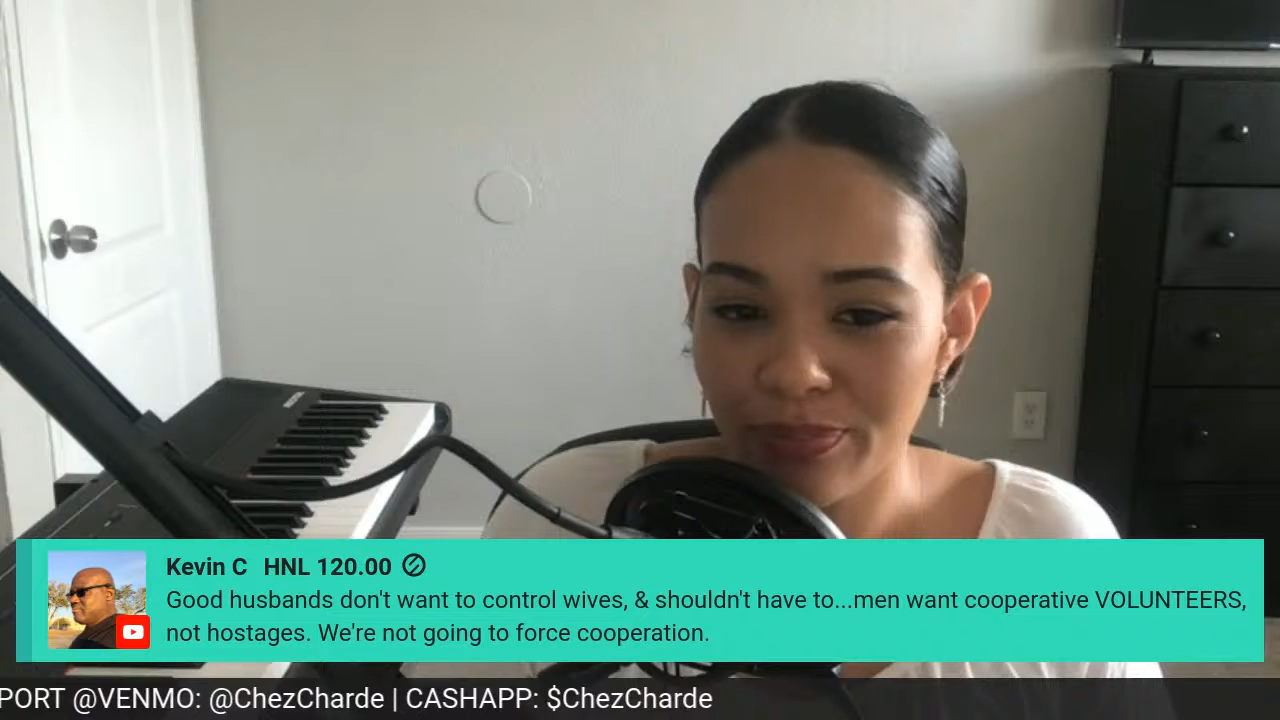 Kevin C HNL 120.00
Good husbands don't want to control wives, & shouldn't have to...men want cooperative VOLUNTEERS,
not hostages. We're not going to force cooperation.
PORT @VENMO: @ChezCharde | CASHAPP: $ChezCharde